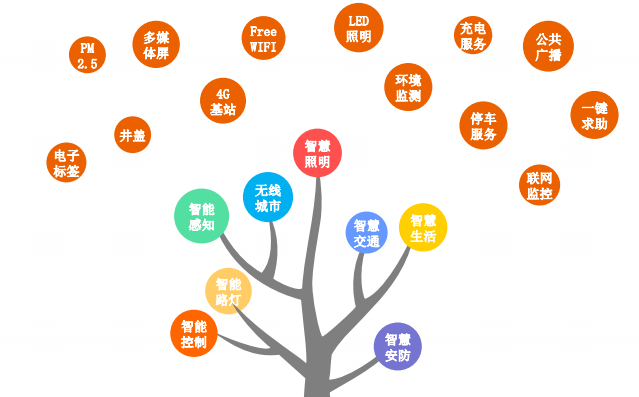 PM
2.5
多媒
体屏
Free
WIFI
LED
照明
充电
服务
公共
广播
4G
基站
环境
监测
一键
求助
井盖
停车
服务
电子
标签
智慧
照明
联网
监控
无线
城市
智能
感知
智慧
交通
智慧
生活
智能
路灯
智能
控制
智慧
安防